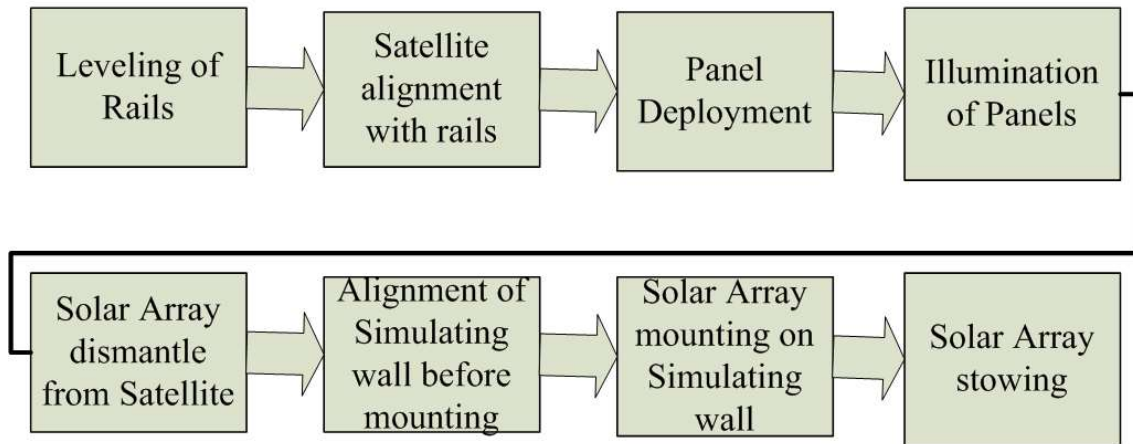 Leveling of
Rails
Satellite
alignment
with rails
Panel
Deployment
Illumination
of Panels
Solar Array
dismantle
from Satellite
Alignment of
Simulating
wall before
mounting
Solar Array
mounting on
Simulating
wall
Solar Array
stowing